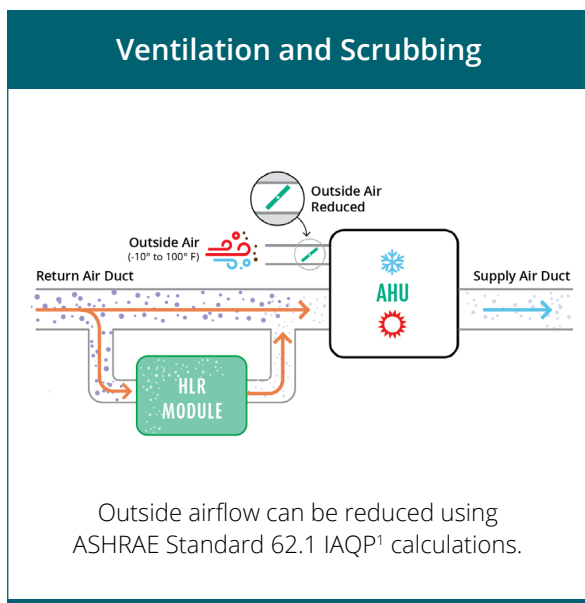 Ventilation and Scrubbing
Outside Air
Reduced
Outside Air
(-10° to 100° F)
Return Air Duct
Supply Air Duct
AHU
HLR
MODULE
Outside airflow can be reduced using
ASHRAE Standard 62.1 IAQP¹ calculations.